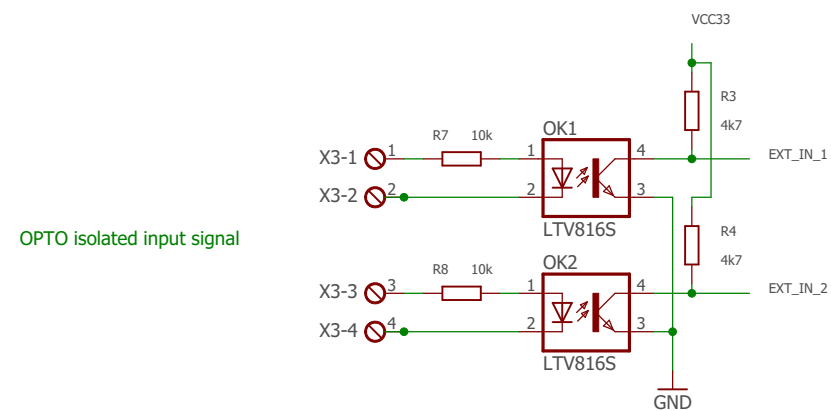 VCC33
R3
4k7
OK1
R7 10k
X3-1 1 1 4 EXT_IN_1
X3-2 2 2 3
LTV816S
OPTO isolated input signal
R4
4k7
OK2
R8 10k
X3-3 3 1 4 EXT_IN_2
X3-4 4 2 3
LTV816S
GND